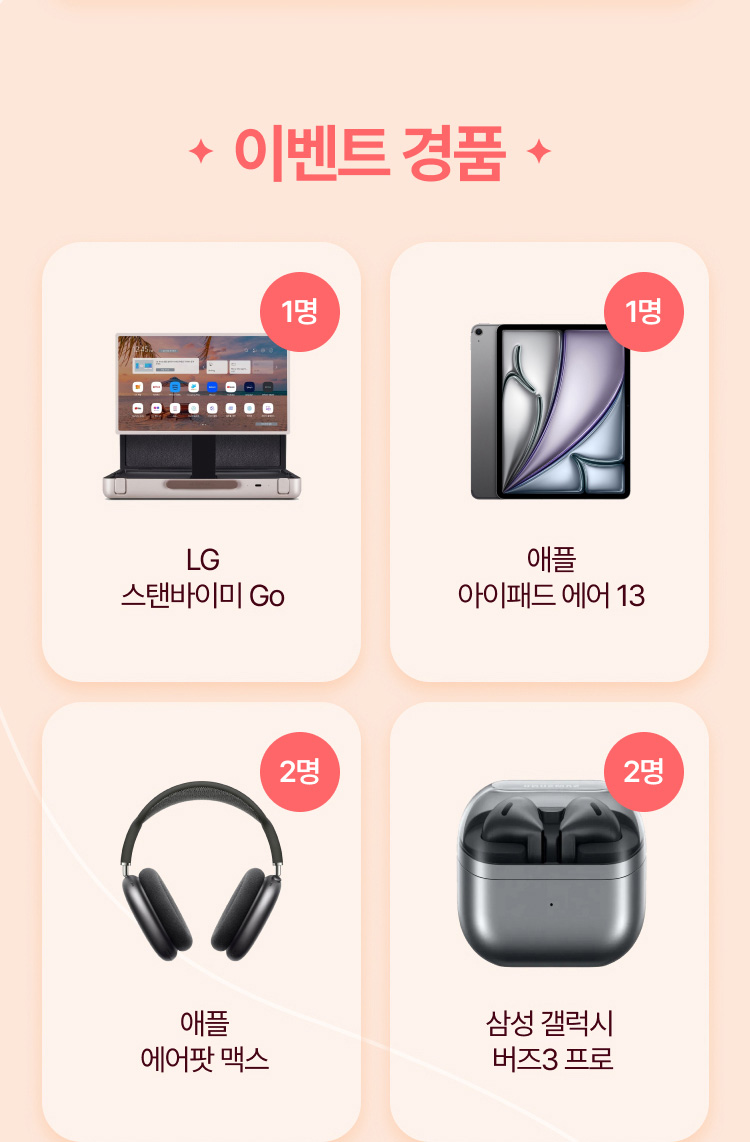 이벤트 경품
1명
LG
스탠바이미 Go
1명
애플
아이패드 에어 13
2명
애플
에어팟 맥스
2명
삼성 갤럭시
버즈3 프로